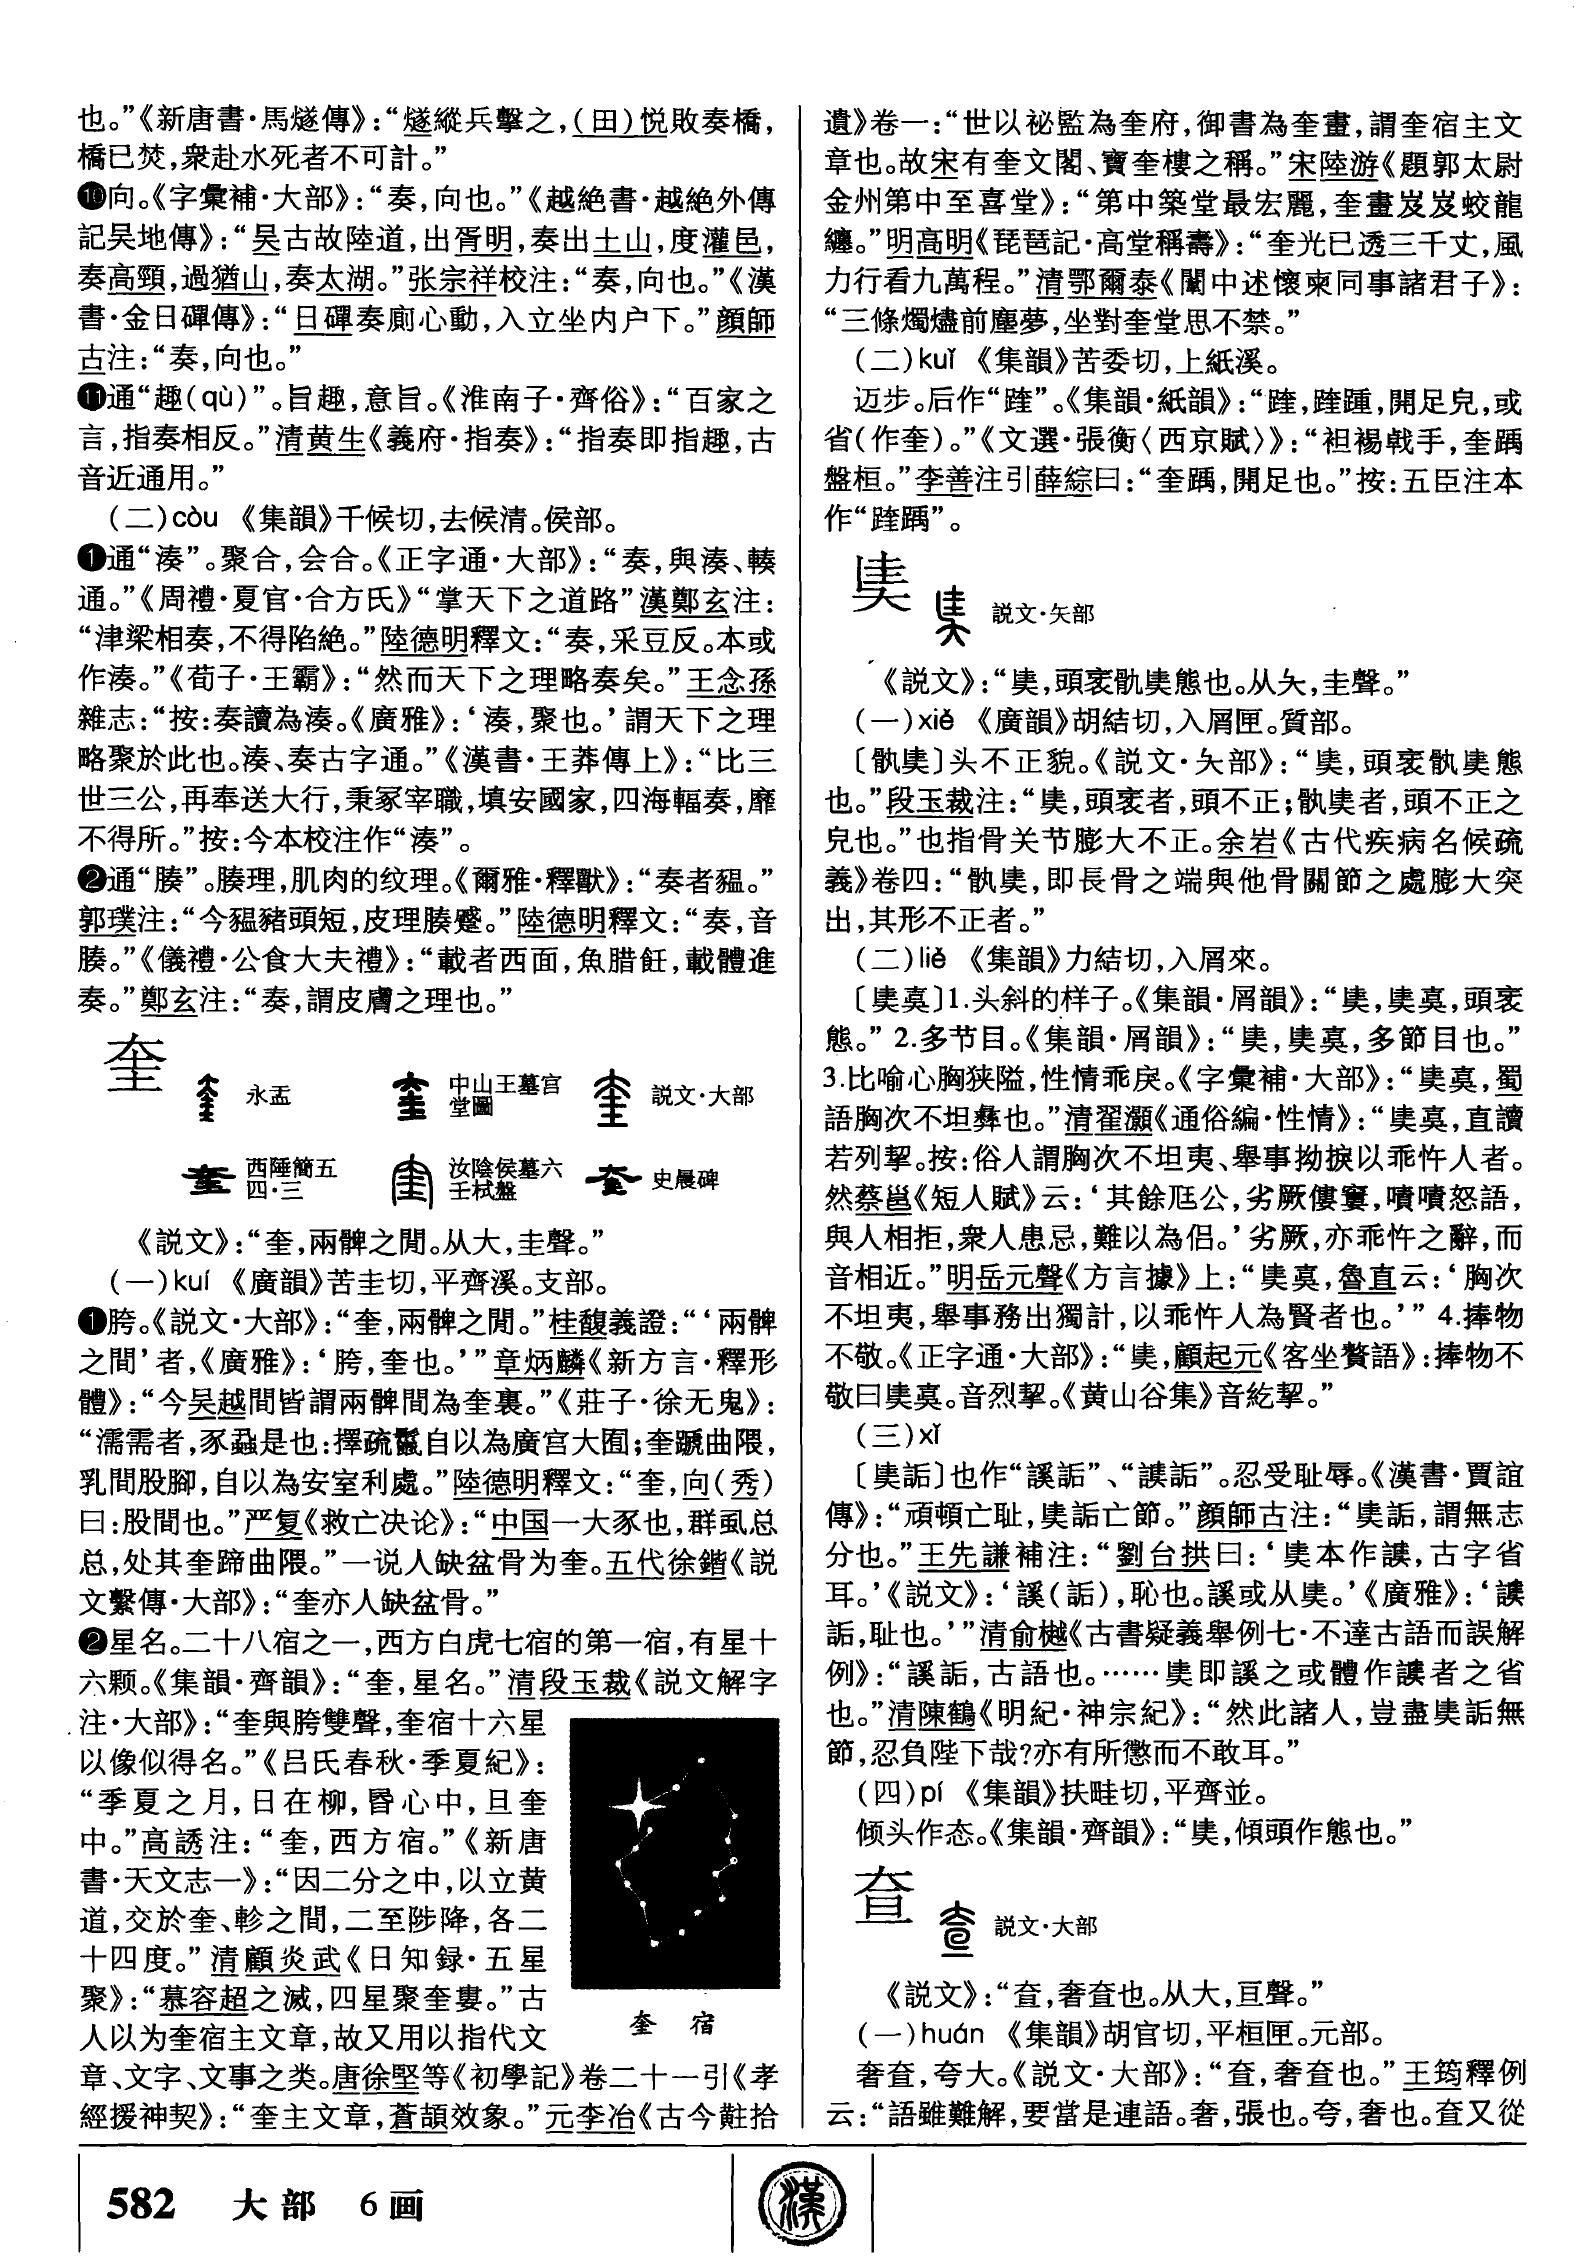 也。”《新唐書·馬燧傳》:“燧縱兵擊之,(田)悦敗奏橋,
橋已焚,衆赴水死者不可計。”
❿向。《字彙補·大部》:“奏,向也。”《越絶書·越絶外傳
記吴地傳》:“吴古故陸道,出胥明,奏出土山,度灌邑,
奏高頸,過猶山,奏太湖。”张宗祥校注:“奏,向也。”《漢
書·金日磾傳》:“日磾奏廁心動,入立坐内户下。”顔師
古注:“奏,向也。”
⓫通“趣(qù)”。旨趣,意旨。《淮南子·齊俗》:“百家之
言,指奏相反。”清黄生《義府·指奏》:“指奏即指趣,古
音近通用。”
(二)còu 《集韻》千候切,去候清。侯部。
❶通“湊”。聚合,会合。《正字通·大部》:“奏,與湊、輳
通。”《周禮·夏官·合方氏》“掌天下之道路”漢鄭玄注:
“津梁相奏,不得陷絶。”陸德明釋文:“奏,采豆反。本或
作湊。”《荀子·王霸》:“然而天下之理略奏矣。”王念孫
雜志:“按:奏讀為湊。《廣雅》:‘湊,聚也。’謂天下之理
略聚於此也。湊、奏古字通。”《漢書·王莽傳上》:“比三
世三公,再奉送大行,秉冢宰職,填安國家,四海輻奏,靡
不得所。”按:今本校注作“湊”。
❷通“腠”。腠理,肌肉的纹理。《爾雅·釋獸》:“奏者豱。”
郭璞注:“今豱豬頭短,皮理腠蹙。”陸德明釋文:“奏,音
腠。”《儀禮·公食大夫禮》:“載者西面,魚腊飪,載體進
奏。”鄭玄注:“奏,謂皮膚之理也。”
奎
永盂 中山王墓宫堂圖 説文·大部
西陲簡五四·三 汝陰侯墓六壬栻盤 史晨碑
《説文》:“奎,兩髀之閒。从大,圭聲。”
(一)kuí 《廣韻》苦圭切,平齊溪。支部。
❶胯。《説文·大部》:“奎,兩髀之閒。”桂馥義證:“‘兩髀
之間’者,《廣雅》:‘胯,奎也。’”章炳麟《新方言·釋形
體》:“今吴越間皆謂兩髀間為奎裏。”《莊子·徐无鬼》:
“濡需者,豕蝨是也:擇疏鬣自以為廣宫大囿;奎蹏曲隈,
乳間股腳,自以為安室利處。”陸德明釋文:“奎,向(秀)
曰:股間也。”严复《救亡决论》:“中国一大豕也,群虱总
总,处其奎蹄曲隈。”一说人缺盆骨为奎。五代徐鍇《説
文繫傳·大部》:“奎亦人缺盆骨。”
❷星名。二十八宿之一,西方白虎七宿的第一宿,有星十
六颗。《集韻·齊韻》:“奎,星名。”清段玉裁《説文解字
注·大部》:“奎與胯雙聲,奎宿十六星
以像似得名。”《吕氏春秋·季夏紀》:
“季夏之月,日在柳,昬心中,旦奎
中。”高誘注:“奎,西方宿。”《新唐
書·天文志一》:“因二分之中,以立黄
道,交於奎、軫之間,二至陟降,各二
十四度。”清顧炎武《日知録·五星
聚》:“慕容超之滅,四星聚奎婁。”古
人以为奎宿主文章,故又用以指代文
奎 宿
章、文字、文事之类。唐徐堅等《初學記》卷二十一引《孝
經援神契》:“奎主文章,蒼頡效象。”元李冶《古今黈拾
遺》卷一:“世以祕監為奎府,御書為奎畫,謂奎宿主文
章也。故宋有奎文閣、寶奎樓之稱。”宋陸游《題郭太尉
金州第中至喜堂》:“第中築堂最宏麗,奎畫岌岌蛟龍
纏。”明高明《琵琶記·高堂稱壽》:“奎光已透三千丈,風
力行看九萬程。”清鄂爾泰《闈中述懷柬同事諸君子》:
“三條燭燼前塵夢,坐對奎堂思不禁。”
(二)kuǐ 《集韻》苦委切,上紙溪。
迈步。后作“踓”。《集韻·紙韻》:“跬,跬踵,開足皃,或
省(作奎)。”《文選·張衡〈西京賦〉》:“袒裼戟手,奎踽
盤桓。”李善注引薛綜曰:“奎踽,開足也。”按:五臣注本
作“跬踽”。
奊
説文·夨部
《説文》:“奊,頭衺骫奊態也。从夨,圭聲。”
(一)xié 《廣韻》胡結切,入屑匣。質部。
〔骫奊〕头不正貌。《説文·夨部》:“奊,頭衺骫奊態
也。”段玉裁注:“奊,頭衺者,頭不正;骫奊者,頭不正之
皃也。”也指骨关节膨大不正。余岩《古代疾病名候疏
義》卷四:“骫奊,即長骨之端與他骨關節之處膨大突
出,其形不正者。”
(二)liè 《集韻》力結切,入屑來。
〔奊𡘍〕1.头斜的样子。《集韻·屑韻》:“奊,奊𡘍,頭衺
態。” 2.多节目。《集韻·屑韻》:“奊,奊𡘍,多節目也。”
3.比喻心胸狭隘,性情乖戾。《字彙補·大部》:“奊𡘍,蜀
語胸次不坦彝也。”清翟灝《通俗編·性情》:“奊𡘍,直讀
若列挈。按:俗人謂胸次不坦夷、舉事拗捩以乖忤人者。
然蔡邕《短人賦》云:‘其餘尫公,劣厥僂窶,嘖嘖怒語,
與人相拒,衆人患忌,難以為侣。’劣厥,亦乖忤之辭,而
音相近。”明岳元聲《方言據》上:“奊𡘍,魯直云:‘胸次
不坦夷,舉事務出獨計,以乖忤人為賢者也。’” 4.捧物
不敬。《正字通·大部》:“奊,顧起元《客坐贅語》:捧物不
敬曰奊𡘍。音烈挈。《黄山谷集》音紇挈。”
(三)xǐ
〔奊詬〕也作“謑詬”、“謨詬”。忍受耻辱。《漢書·賈誼
傳》:“頑頓亡耻,奊詬亡節。”顔師古注:“奊詬,謂無志
分也。”王先謙補注:“劉台拱曰:‘奊本作謨,古字省
耳。’《説文》:‘謑(詬),恥也。謑或从奊。’《廣雅》:‘謨
詬,耻也。’”清俞樾《古書疑義舉例七·不達古語而誤解
例》:“謑詬,古語也。……奊即謑之或體作謨者之省
也。”清陳鶴《明紀·神宗紀》:“然此諸人,豈盡奊詬無
節,忍負陛下哉?亦有所懲而不敢耳。”
(四)pí 《集韻》扶畦切,平齊並。
倾头作态。《集韻·齊韻》:“奊,傾頭作態也。”
查
説文·大部
《説文》:“奆,奢奆也。从大,亘聲。”
(一)huán 《集韻》胡官切,平桓匣。元部。
奢奆,夸大。《説文·大部》:“奆,奢奆也。”王筠釋例
云:“語雖難解,要當是連語。奢,張也。夸,奢也。奆又從
582 大部 6画
漢